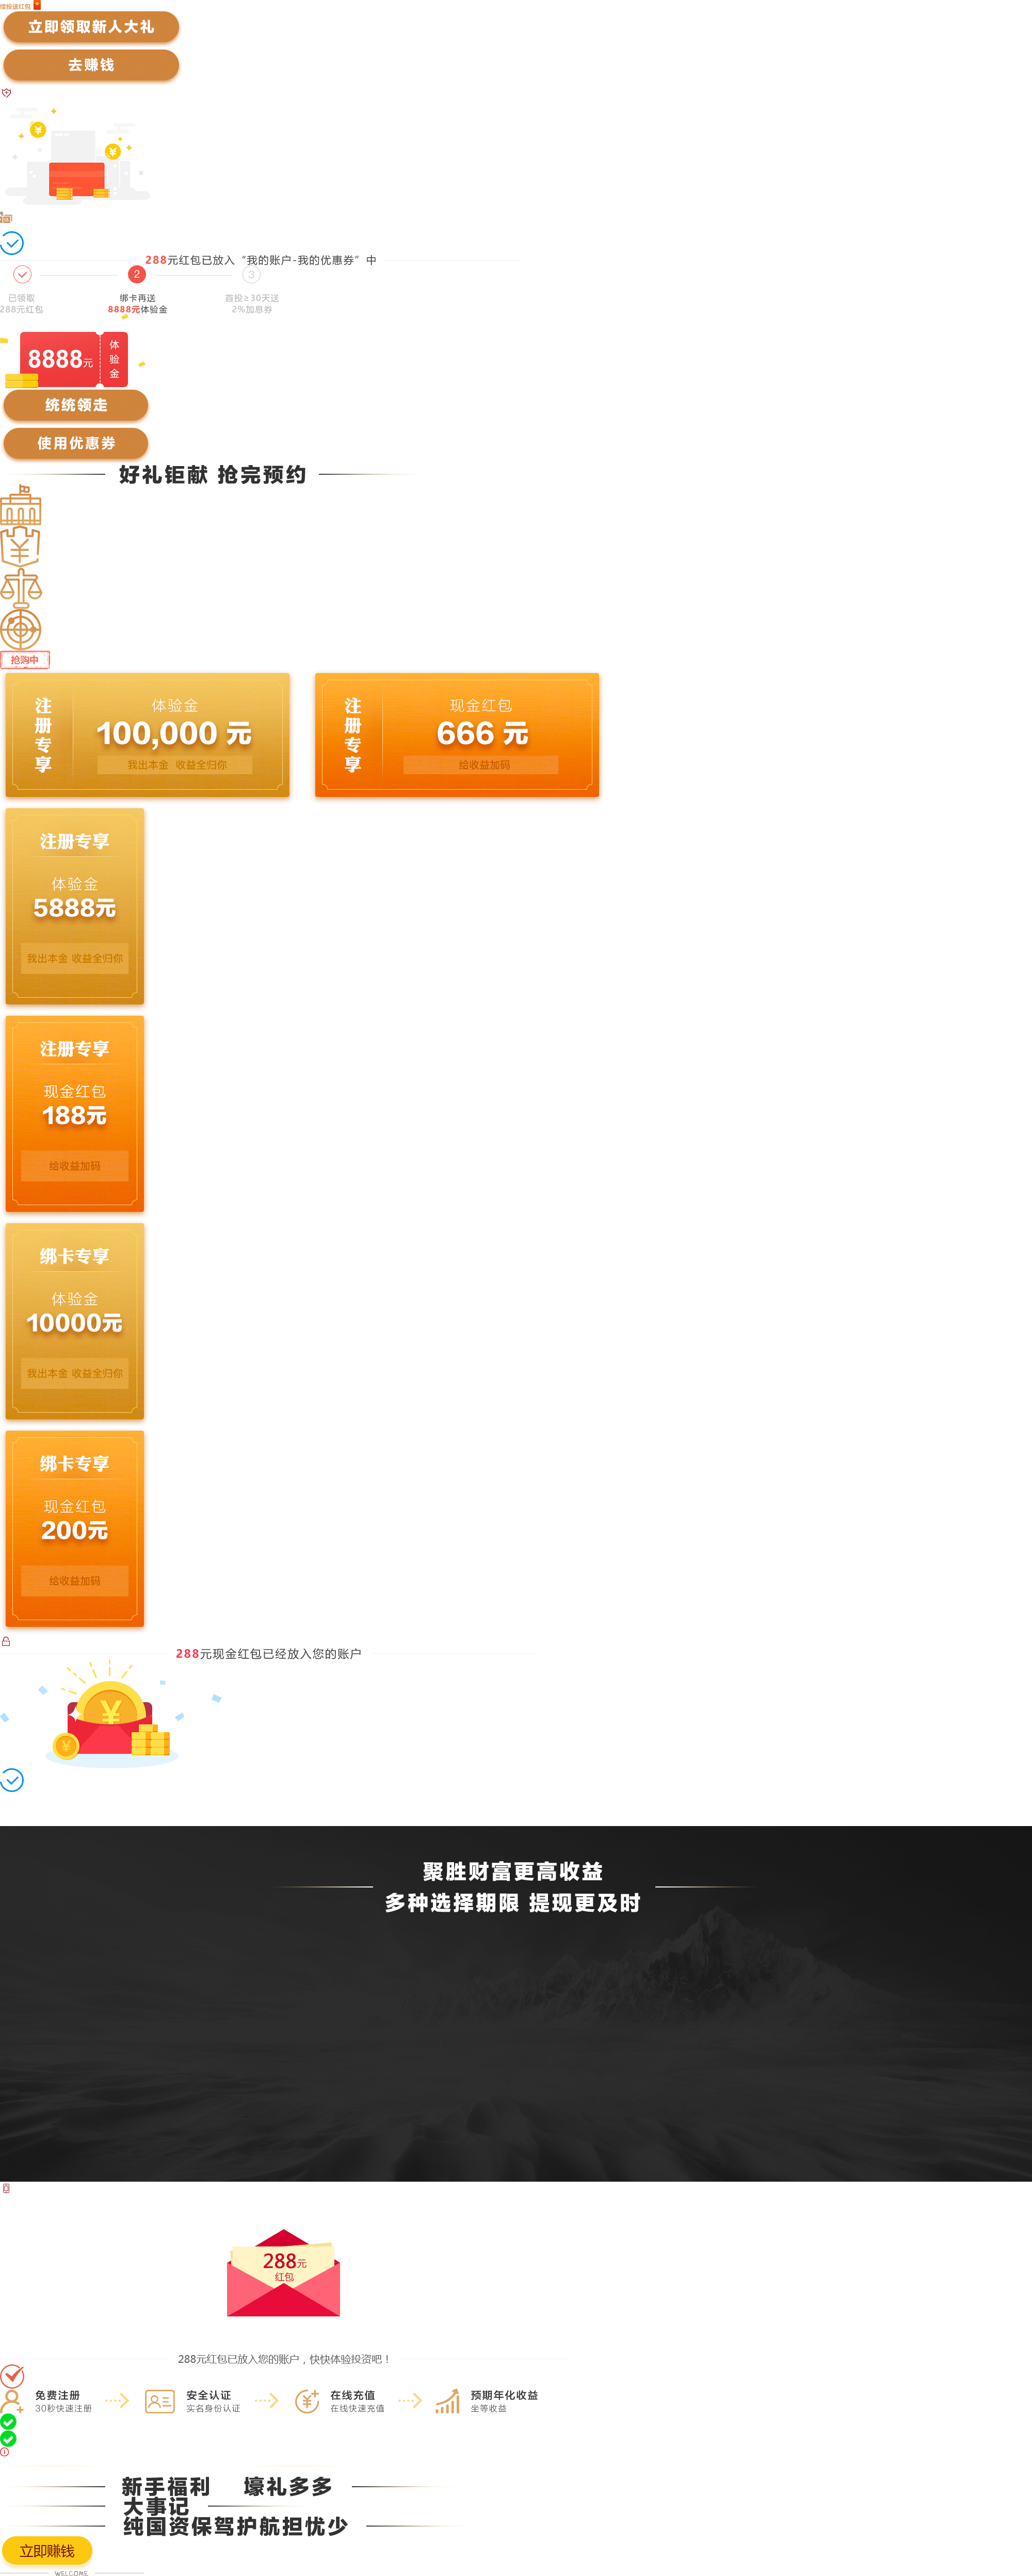 首投送红包
立即领取新人大礼
去赚钱
288元红包已放入“我的账户-我的优惠券”中
2
3
已领取
288元红包
绑卡再送
8888元体验金
首投≥30天送
2%加息券
8888元
体验金
统统领走
使用优惠券
好礼钜献 抢完预约
抢购中
注册专享
体验金
100,000 元
我出本金 收益全归你
注册专享
现金红包
666 元
给收益加码
注册专享
体验金
5888元
我出本金 收益全归你
注册专享
现金红包
188元
给收益加码
绑卡专享
体验金
10000元
我出本金 收益全归你
绑卡专享
现金红包
200元
给收益加码
288元现金红包已经放入您的账户
聚胜财富更高收益
多种选择期限 提现更及时
288元
红包
288元红包已放入您的账户，快快体验投资吧！
免费注册
30秒快速注册
安全认证
实名身份认证
在线充值
在线快速充值
预期年化收益
坐等收益
新手福利 壕礼多多
大事记
纯国资保驾护航担忧少
立即赚钱
WELCOME